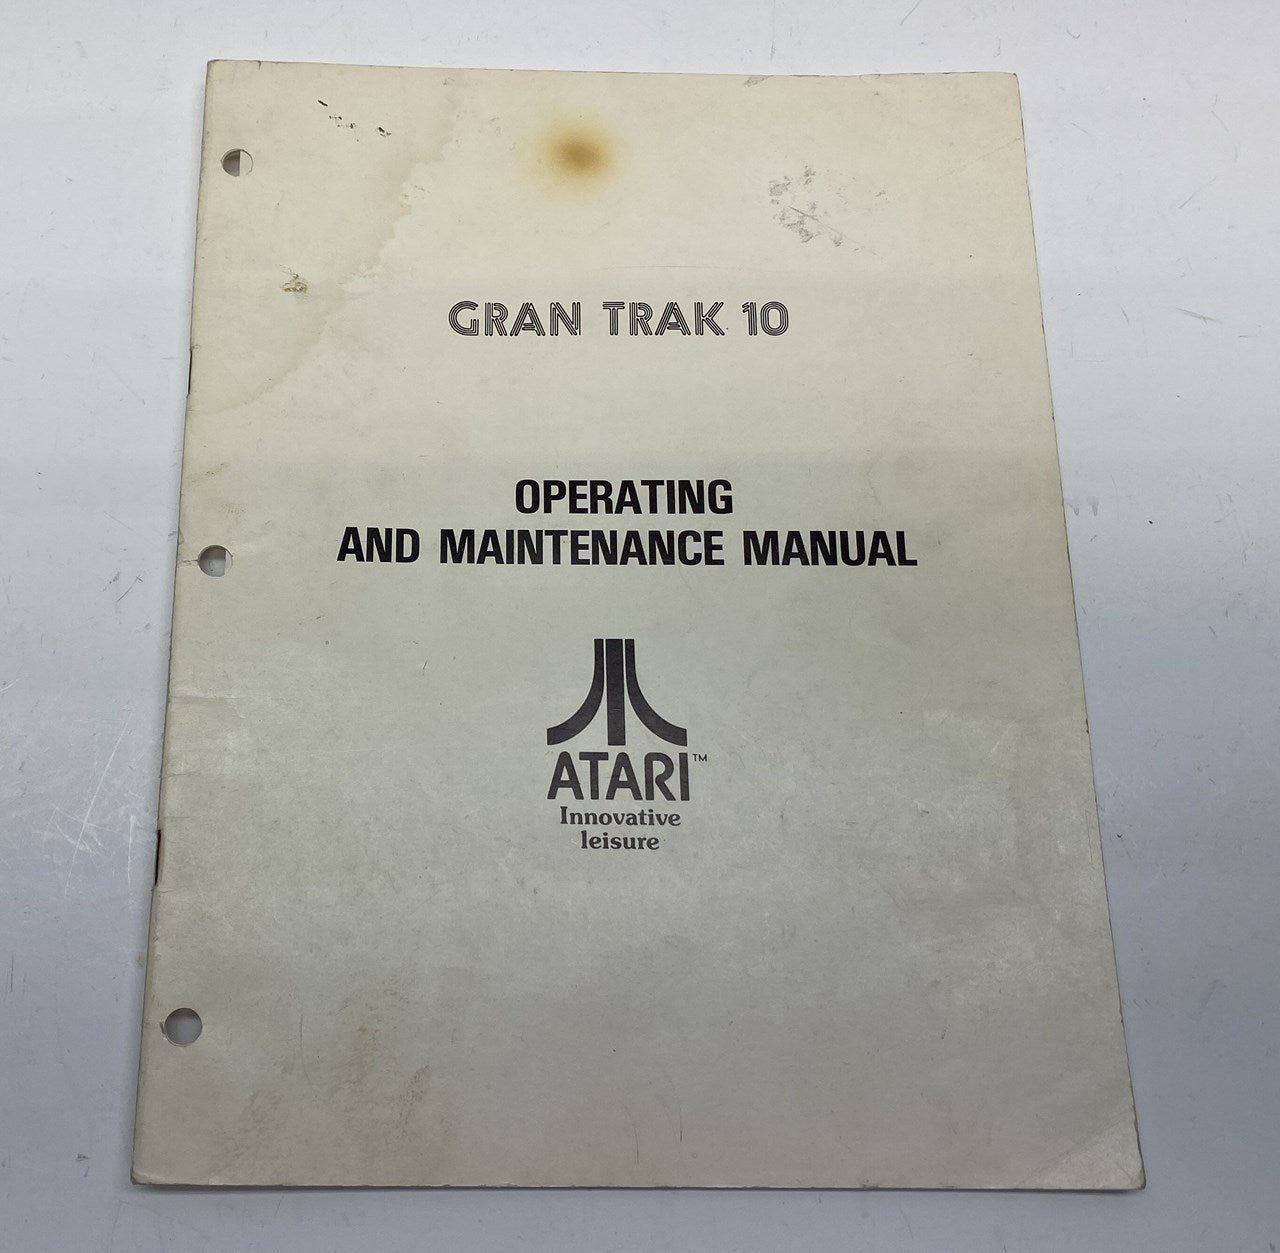 GRAN TRAK 10
OPERATING
AND MAINTENANCE MANUAL
ATARI™
Innovative
leisure